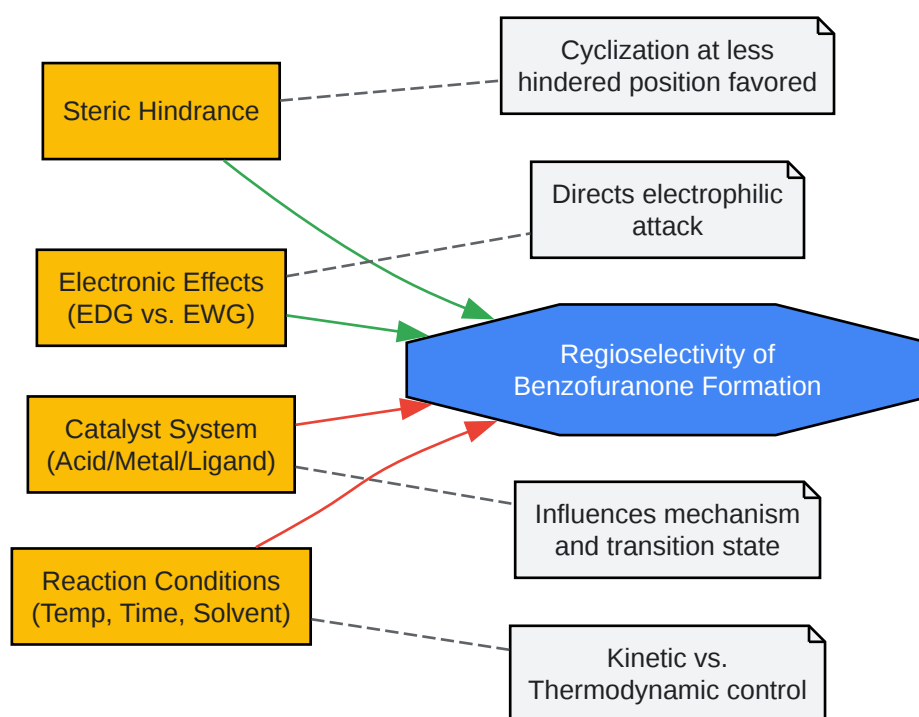 Steric Hindrance
Cyclization at less
hindered position favored
Directs electrophilic
attack
Electronic Effects
(EDG vs. EWG)
Regioselectivity of
Benzofuranone Formation
Catalyst System
(Acid/Metal/Ligand)
Influences mechanism
and transition state
Reaction Conditions
(Temp, Time, Solvent)
Kinetic vs.
Thermodynamic control